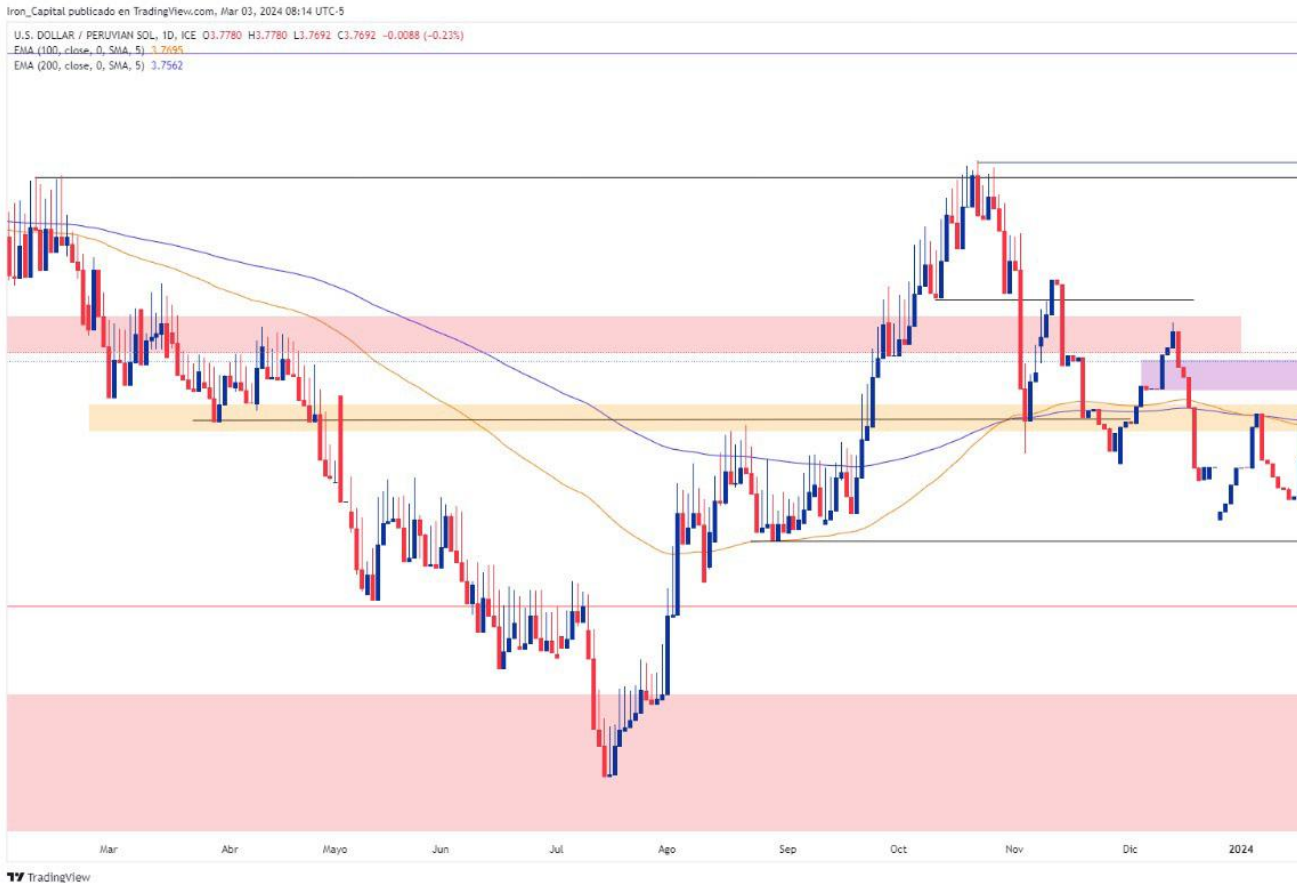 Iron_Capital publicado en TradingView.com, Mar 03, 2024 08:14 UTC-5
U.S. DOLLAR / PERUVIAN SOL, 1D, ICE O3.7780 H3.7780 L3.7692 C3.7692 -0.0088 (-0.23%)
EMA (100, close, 0, SMA, 5) 3.7695
EMA (200, close, 0, SMA, 5) 3.7562
Mar Abr Mayo Jun Jul Ago Sep Oct Nov Dic 2024
TradingView